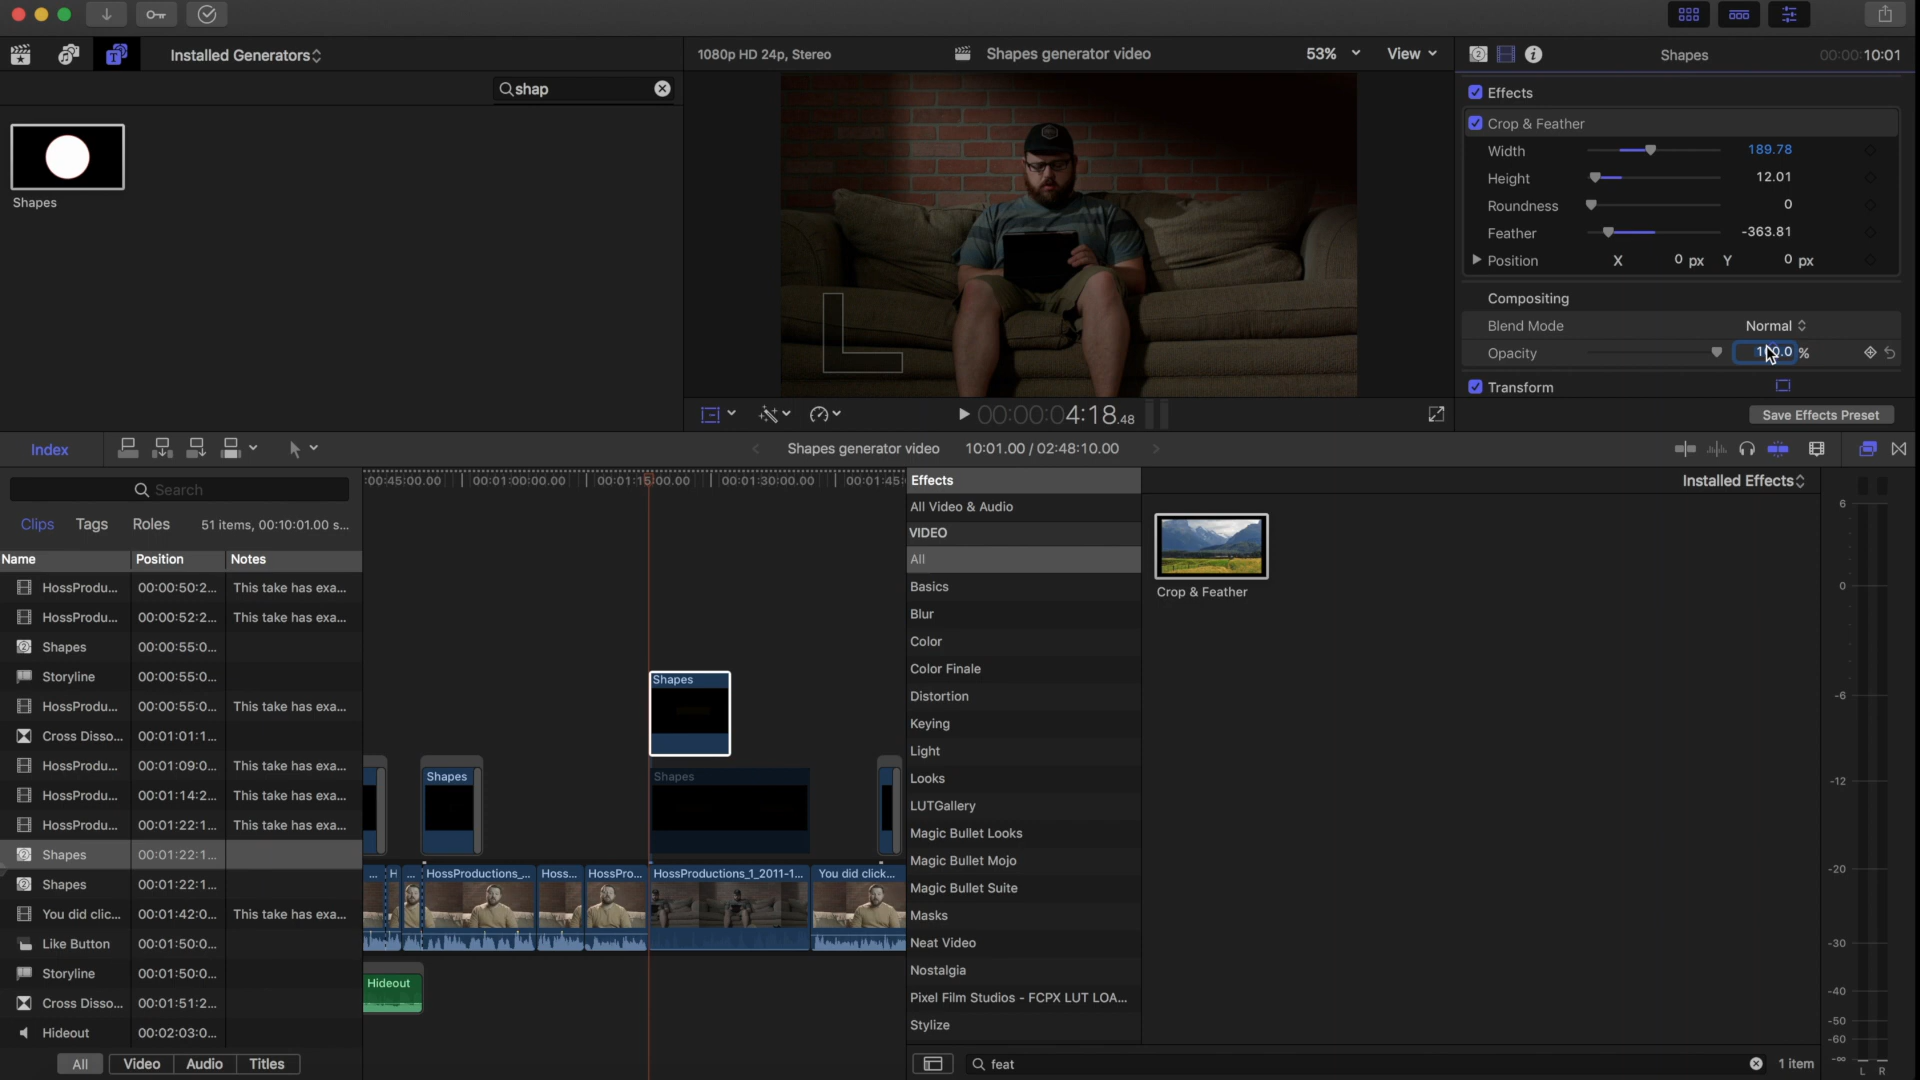 Installed Generators
1080p HD 24p, Stereo
Shapes generator video
53%
View
Shapes
00:00:10:01
shap
Shapes
Effects
Crop & Feather
Width 189.78
Height 12.01
Roundness 0
Feather -363.81
Position X 0 px Y 0 px
Compositing
Blend Mode Normal
Opacity %
Transform
Save Effects Preset
00:00:04:18.48
Index
Shapes generator video 10:01.00 / 02:48:10.00
Search
Clips Tags Roles 51 items, 00:10:01.00 s...
Name Position Notes
HossProdu... 00:00:50:2... This take has exa...
HossProdu... 00:00:52:2... This take has exa...
Shapes 00:00:55:0...
Storyline 00:00:55:0...
HossProdu... 00:00:55:0... This take has exa...
Cross Disso... 00:01:01:1...
HossProdu... 00:01:09:0... This take has exa...
HossProdu... 00:01:14:2... This take has exa...
HossProdu... 00:01:22:1... This take has exa...
Shapes 00:01:22:1...
Shapes 00:01:22:1...
You did clic... 00:01:42:0... This take has exa...
Like Button 00:01:50:0...
Storyline 00:01:50:0...
Cross Disso... 00:01:51:2...
Hideout 00:02:03:0...
All Video Audio Titles
:00:45:00.00 00:01:00:00.00 00:01:15:00.00 00:01:30:00.00 00:01:45:
Shapes
Shapes
Shapes
... H ... HossProductions_... Hoss... HossPro... HossProductions_1_2011-1... You did click...
Hideout
Effects
All Video & Audio
VIDEO
All
Basics
Blur
Color
Color Finale
Distortion
Keying
Light
Looks
LUTGallery
Magic Bullet Looks
Magic Bullet Mojo
Magic Bullet Suite
Masks
Neat Video
Nostalgia
Pixel Film Studios - FCPX LUT LOA...
Stylize
Installed Effects
Crop & Feather
feat
1 item
6
0
-6
-12
-20
-30
-40
-50
-60
-∞
L R